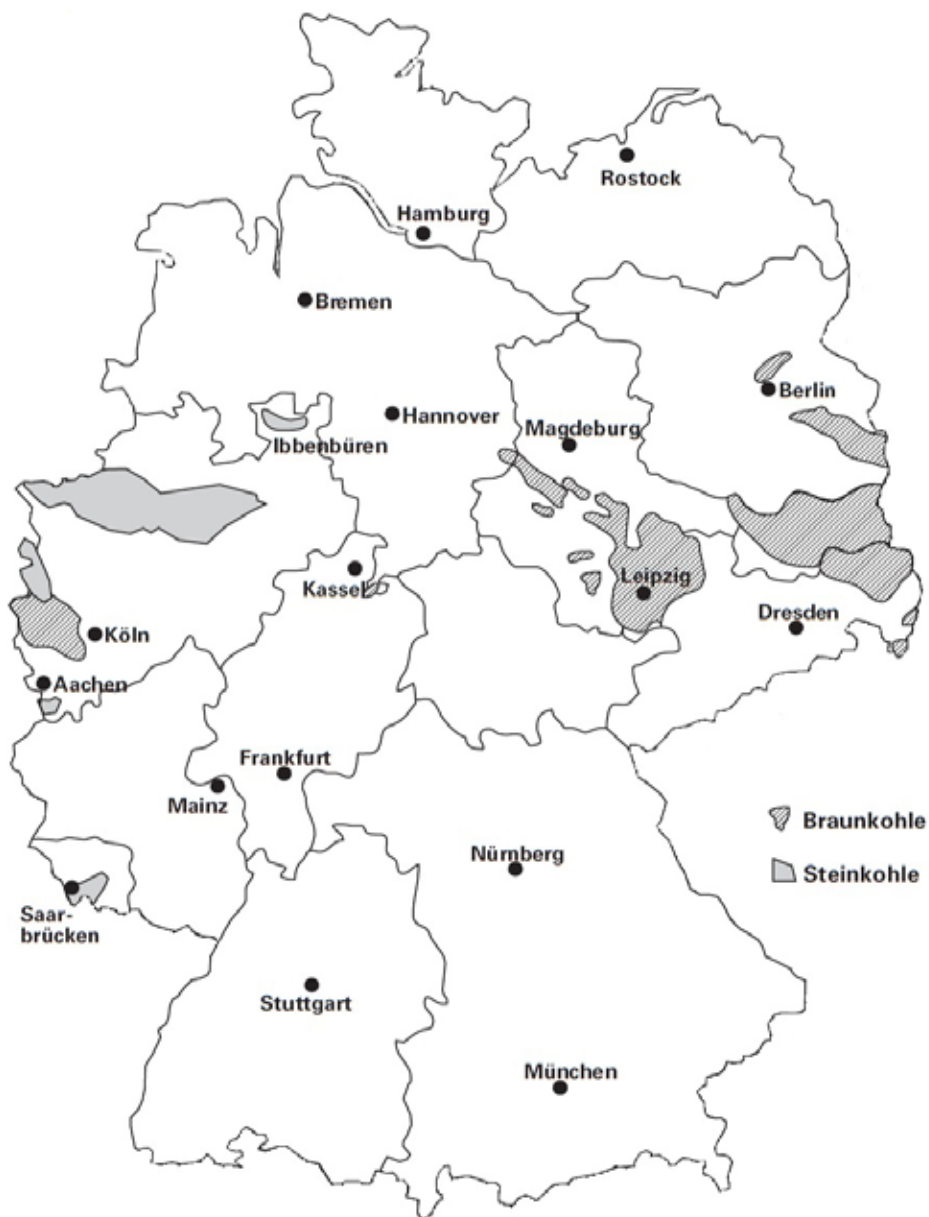 Rostock
Hamburg
Bremen
Berlin
Hannover
Magdeburg
Ibbenbüren
Kassel
Leipzig
Köln
Dresden
Aachen
Frankfurt
Mainz
Braunkohle
Nürnberg
Steinkohle
Saar-
brücken
Stuttgart
München